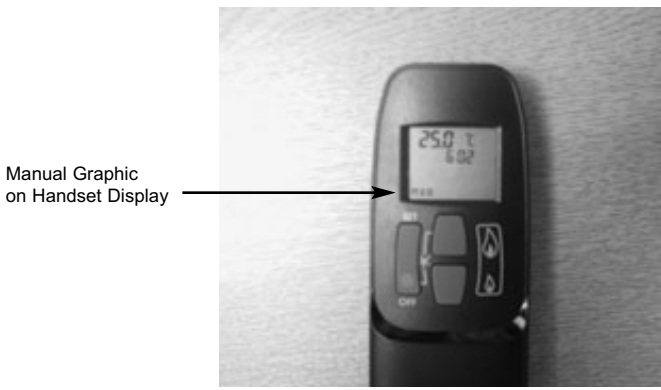 Manual Graphic
on Handset Display
25.0 °C
6:02
MAN
SET
OFF